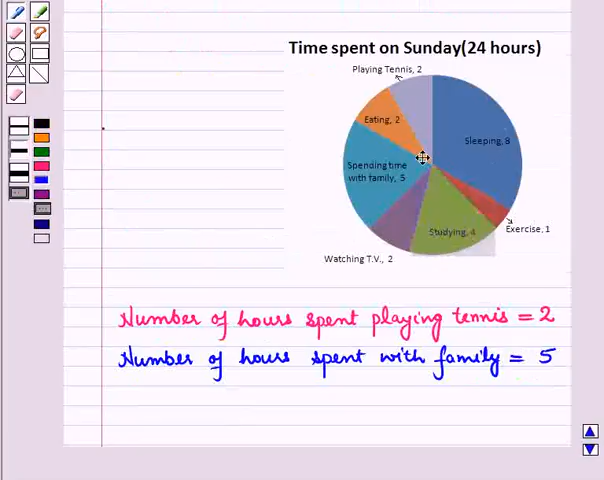 Time spent on Sunday(24 hours)
Playing Tennis, 2
Eating, 2
Sleeping, 8
Spending time
with family, 5
Exercise, 1
Studying, 4
Watching T.V., 2
Number of hours spent playing tennis = 2
Number of hours spent with family = 5